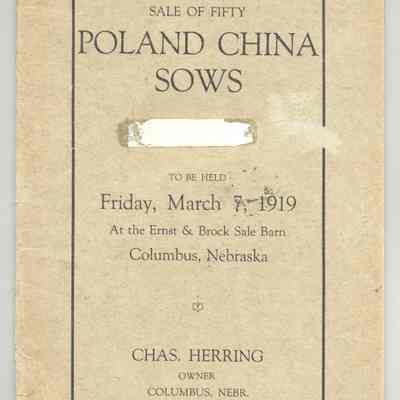 SALE OF FIFTY
POLAND CHINA
SOWS
TO BE HELD
Friday, March 7, 1919
At the Ernst & Brock Sale Barn
Columbus, Nebraska
CHAS. HERRING
OWNER
COLUMBUS, NEBR.